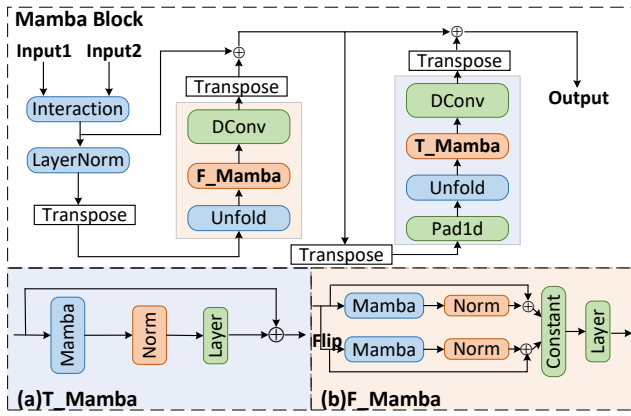 Mamba Block
Input1
Input2
Interaction
LayerNorm
Transpose
Transpose
DConv
F_Mamba
Unfold
Transpose
Transpose
DConv
T_Mamba
Unfold
Pad1d
Output
Mamba
Norm
Layer
(a)T_Mamba
Flip
Mamba
Norm
Mamba
Norm
Constant
Layer
(b)F_Mamba